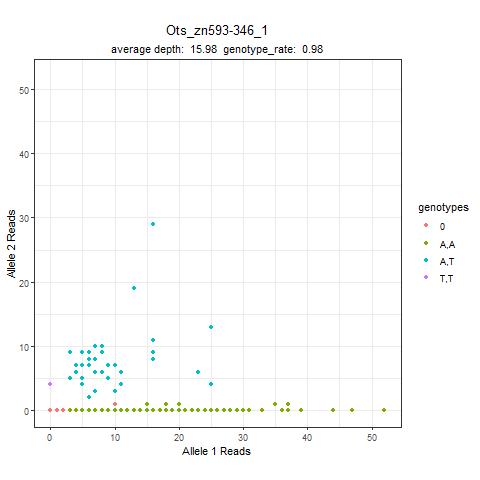 Ots_zn593-346_1
average depth:  15.98  genotype_rate:  0.98
50
40
30
20
10
0
Allele 2 Reads
0 10 20 30 40 50
Allele 1 Reads
genotypes
0
A,A
A,T
T,T